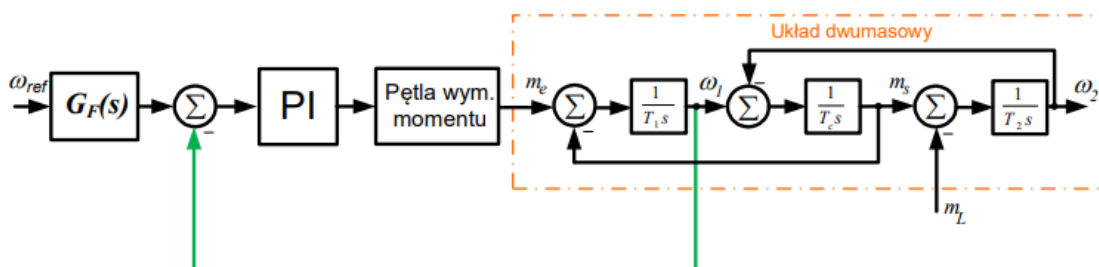 Układ dwumasowy
ω_ref
G_F(s)
Σ
−
PI
Pętla wym.
momentu
m_e
Σ
−
1
T_1 s
ω_1
Σ
−
1
T_c s
m_s
Σ
−
1
T_2 s
ω_2
m_L